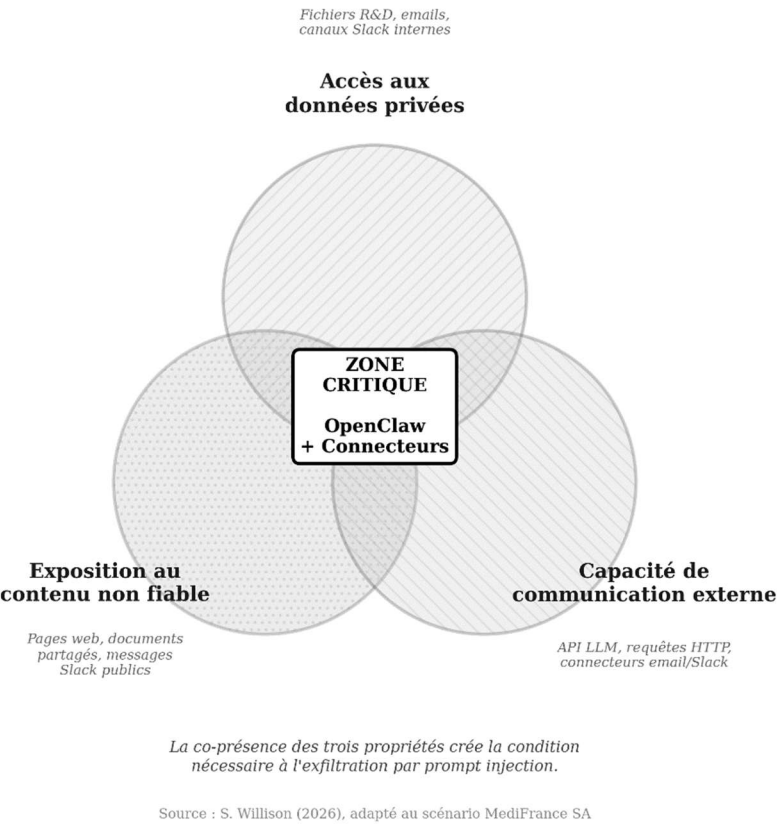 Fichiers R&D, emails,
canaux Slack internes
Accès aux
données privées
ZONE
CRITIQUE
OpenClaw
+ Connecteurs
Exposition au
contenu non fiable
Pages web, documents
partagés, messages
Slack publics
Capacité de
communication externe
API LLM, requêtes HTTP,
connecteurs email/Slack
La co-présence des trois propriétés crée la condition
nécessaire à l'exfiltration par prompt injection.
Source : S. Willison (2026), adapté au scénario MediFrance SA